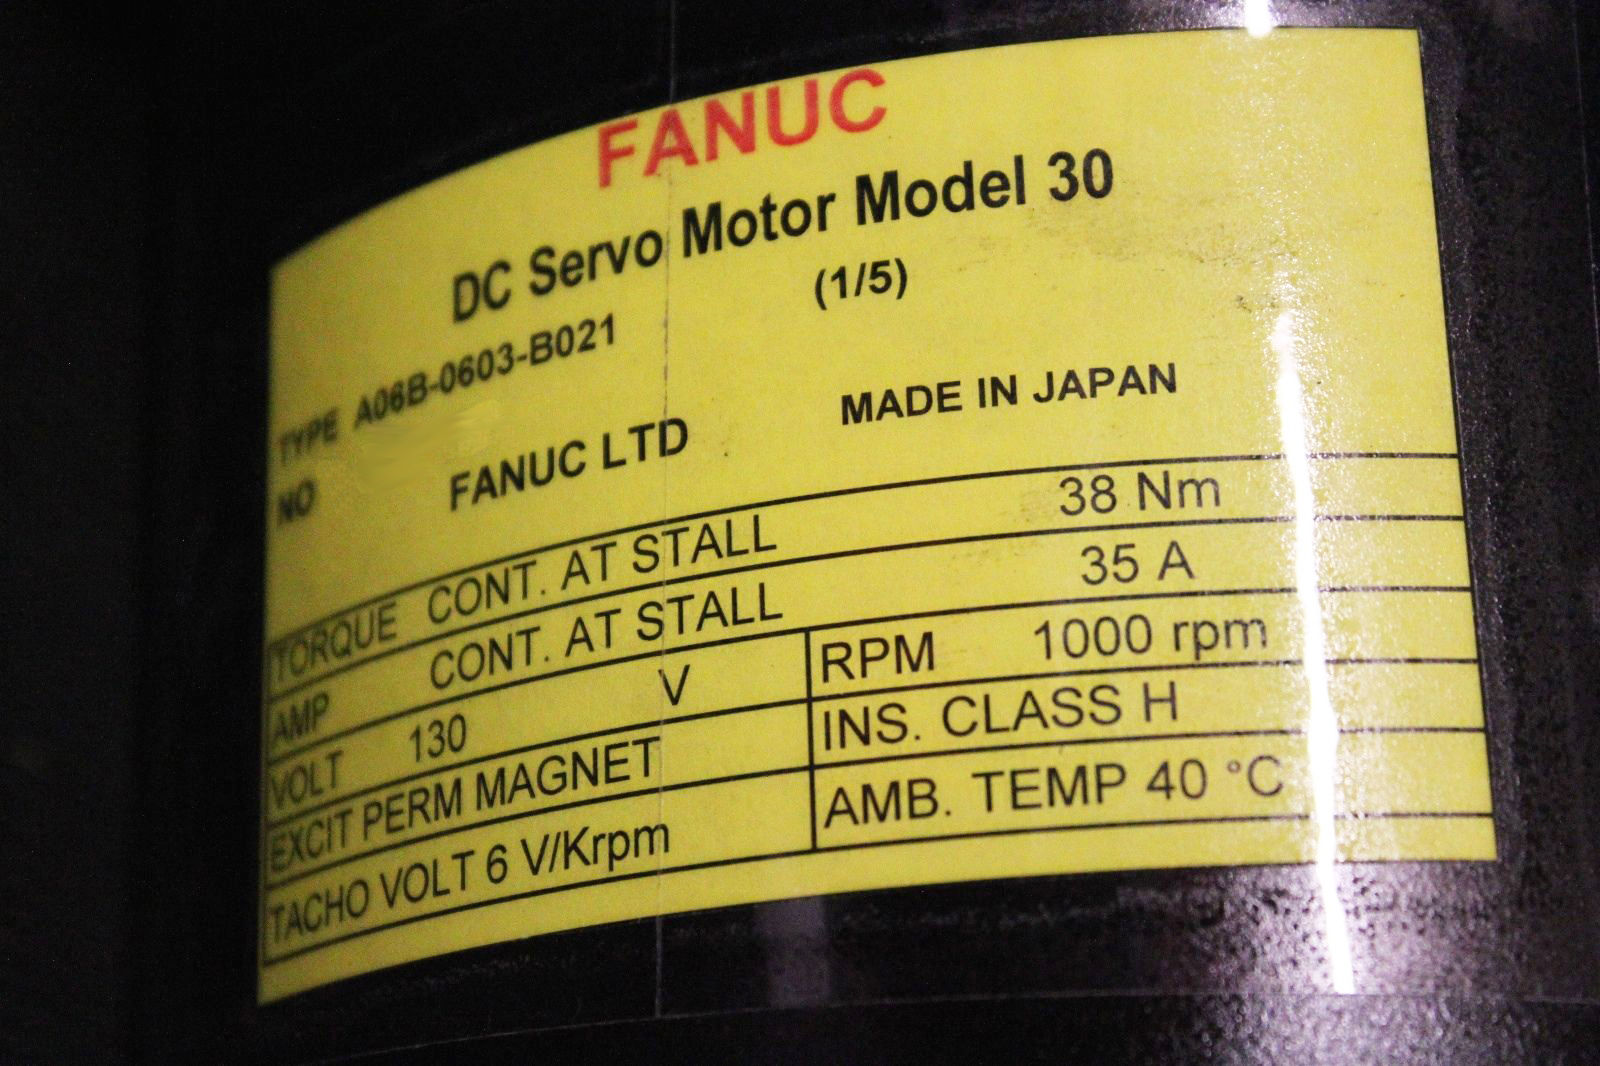 FANUC
DC Servo Motor Model 30
(1/5)
TYPE A06B-0603-B021
NO
FANUC LTD MADE IN JAPAN
TORQUE CONT. AT STALL 38 Nm
AMP CONT. AT STALL 35 A
VOLT 130 V RPM 1000 rpm
EXCIT PERM MAGNET INS. CLASS H
TACHO VOLT 6 V/Krpm AMB. TEMP 40 °C